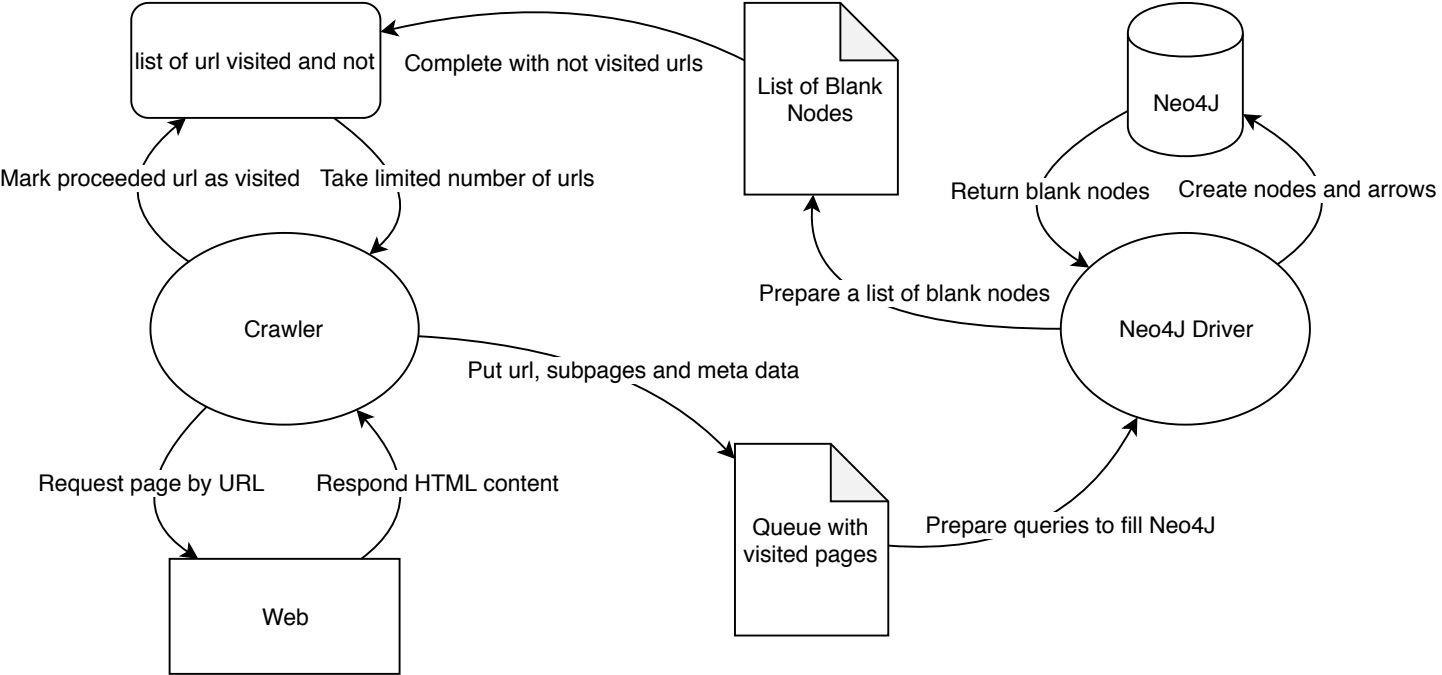 list of url visited and not
Complete with not visited urls
List of Blank
Nodes
Neo4J
Mark proceeded url as visited
Take limited number of urls
Return blank nodes
Create nodes and arrows
Prepare a list of blank nodes
Crawler
Neo4J Driver
Put url, subpages and meta data
Request page by URL
Respond HTML content
Queue with
visited pages
Prepare queries to fill Neo4J
Web